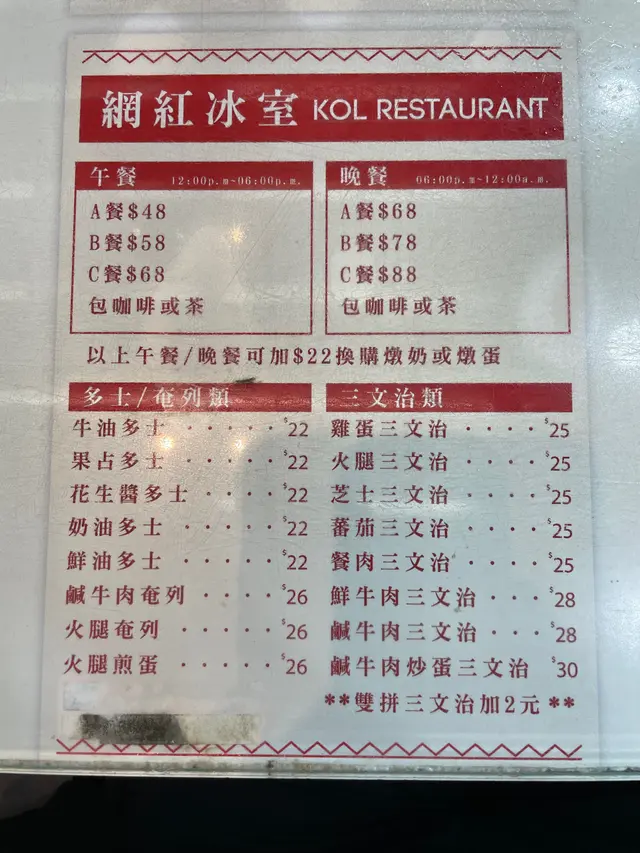 網紅冰室 KOL RESTAURANT
午餐 12:00p.m~06:00p.m.
A餐$48
B餐$58
C餐$68
包咖啡或茶
晚餐 06:00p.m~12:00a.m.
A餐$68
B餐$78
C餐$88
包咖啡或茶
以上午餐/晚餐可加$22換購燉奶或燉蛋
多士/奄列類
牛油多士 ····· $22
果占多士 ····· $22
花生醬多士 ···· $22
奶油多士 ····· $22
鮮油多士 ····· $22
鹹牛肉奄列 ···· $26
火腿奄列 ····· $26
火腿煎蛋 ····· $26
三文治類
雞蛋三文治 ···· $25
火腿三文治 ···· $25
芝士三文治 ···· $25
蕃茄三文治 ···· $25
餐肉三文治 ···· $25
鮮牛肉三文治 ··· $28
鹹牛肉三文治 ··· $28
鹹牛肉炒蛋三文治 $30
**雙拼三文治加2元**